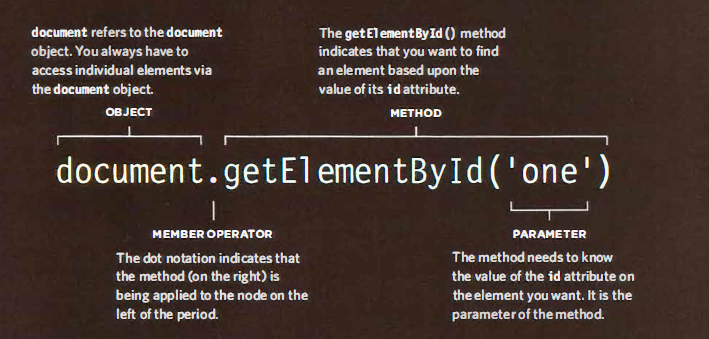 document refers to the document
object. You always have to
access individual elements via
the document object.
OBJECT
The getElementById() method
indicates that you want to find
an element based upon the
value of its id attribute.
METHOD
document.getElementById('one')
MEMBER OPERATOR
The dot notation indicates that
the method (on the right) is
being applied to the node on the
left of the period.
PARAMETER
The method needs to know
the value of the id attribute on
the element you want. It is the
parameter of the method.